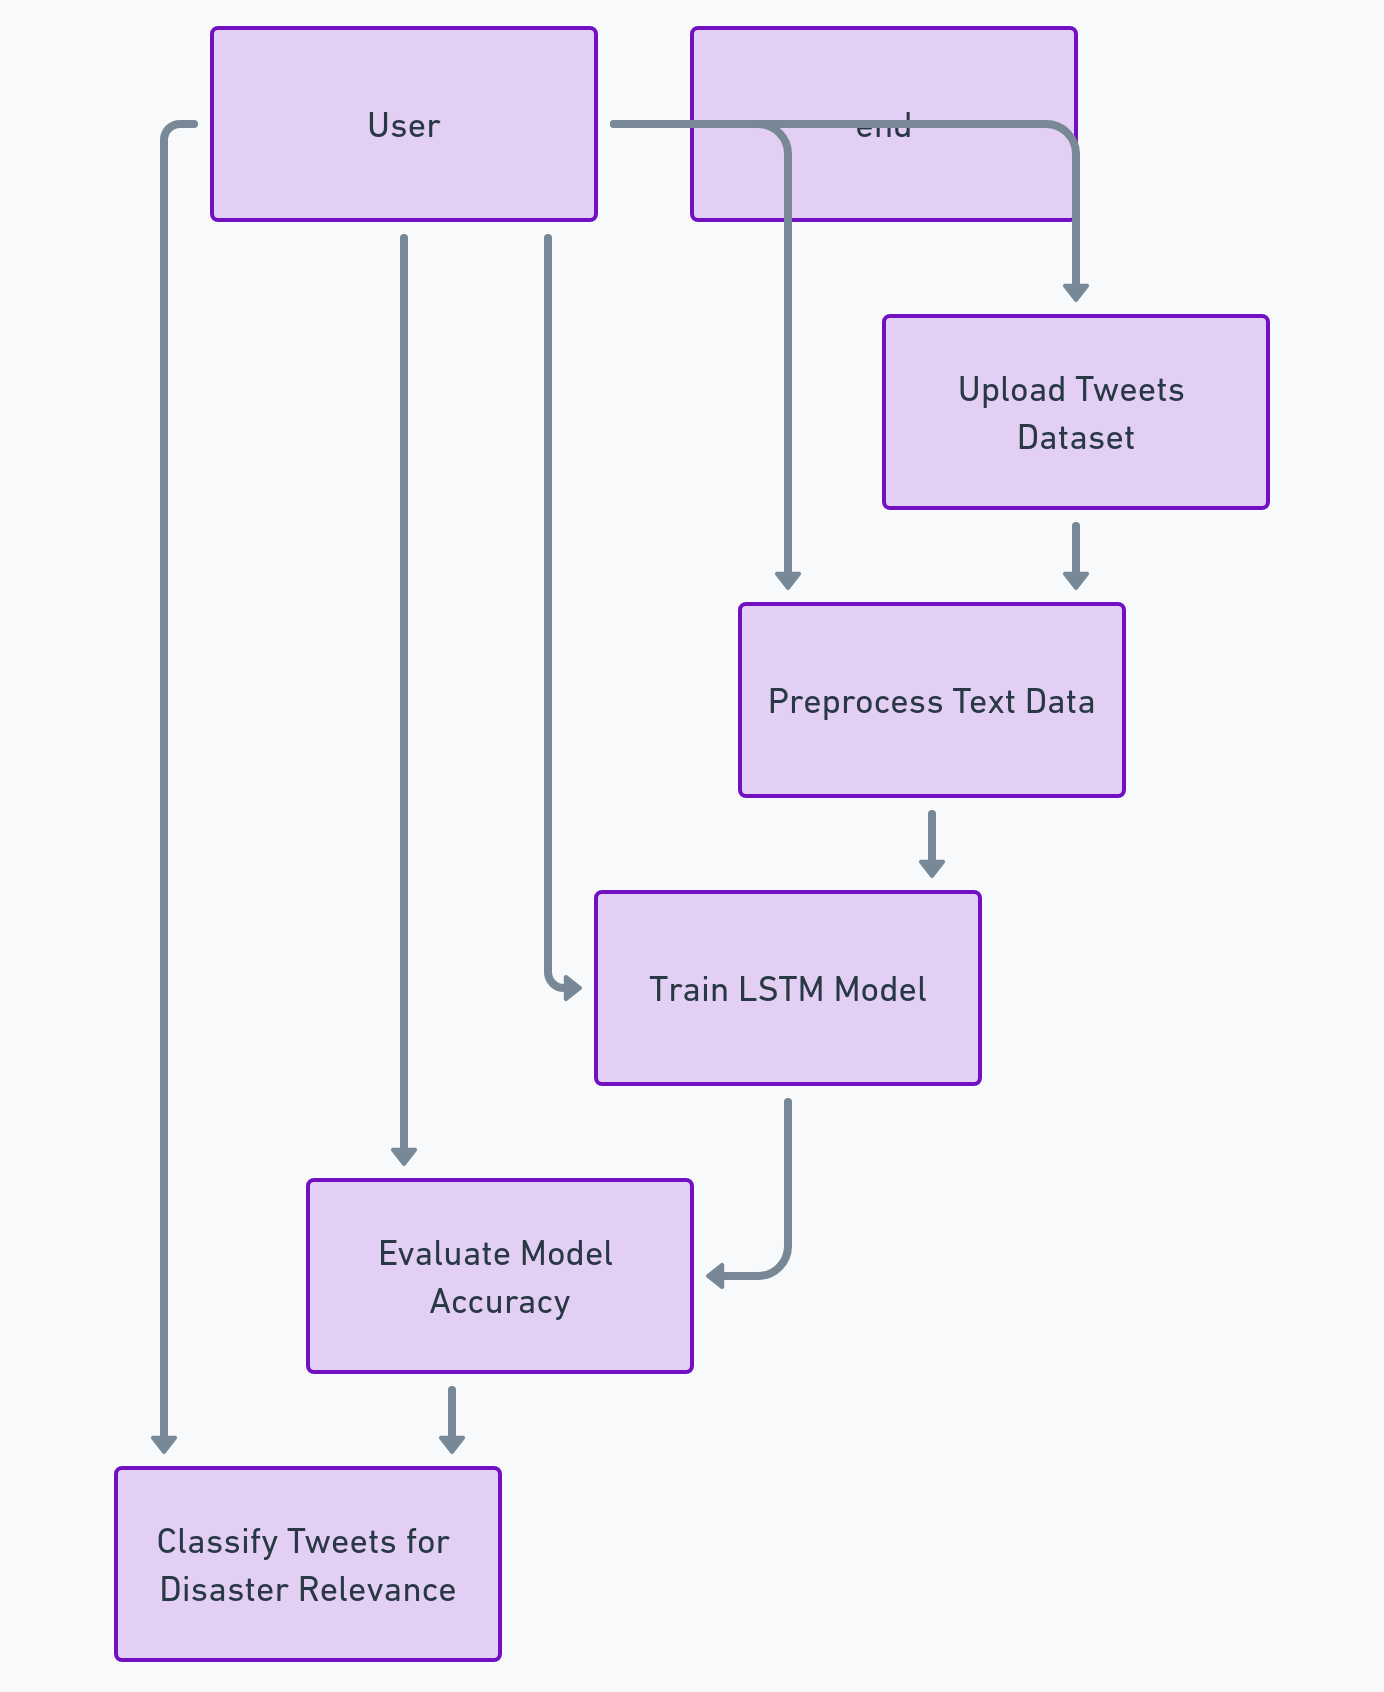 User
end
Upload Tweets
Dataset
Preprocess Text Data
Train LSTM Model
Evaluate Model
Accuracy
Classify Tweets for
Disaster Relevance